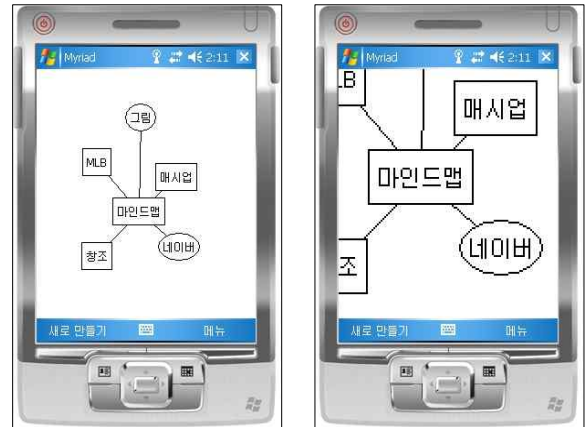 Myriad 2:11
그림
MLB
매시업
마인드맵
창조
네이버
새로 만들기 메뉴
Myriad 2:11
LB
매시업
마인드맵
네이버
조
새로 만들기 메뉴